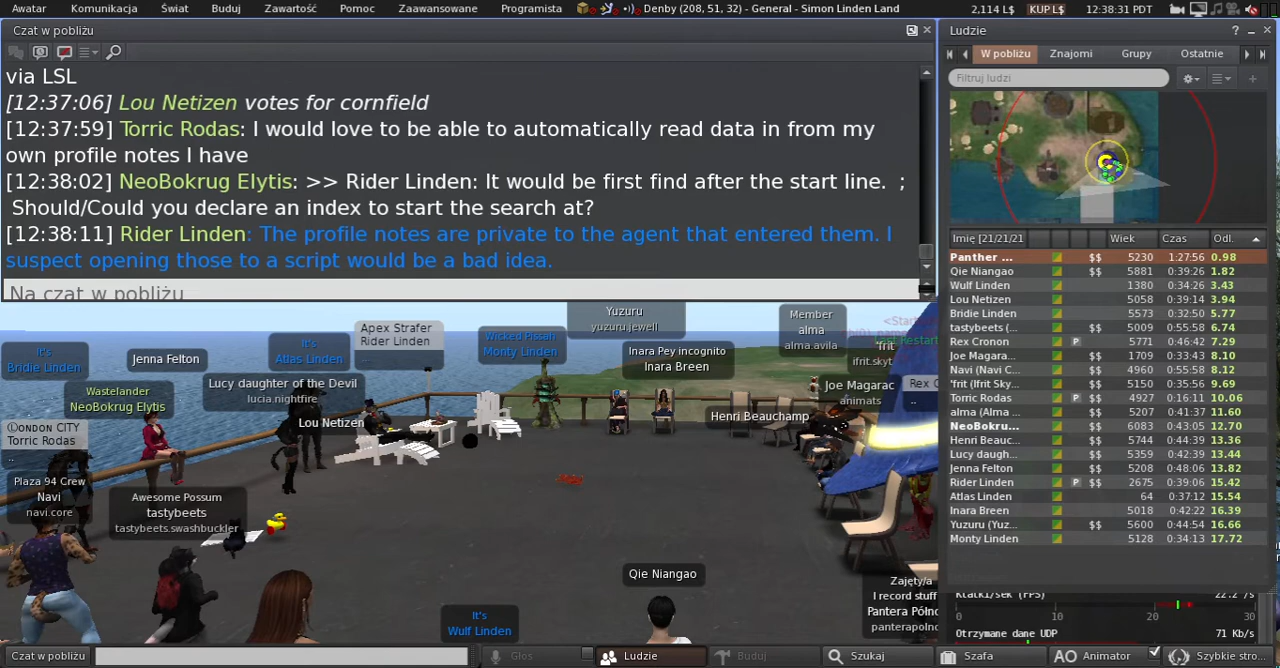 Awatar Komunikacja Świat Buduj Zawartość Pomoc Zaawansowane Programista Denby (208, 51, 32) - General - Simon Linden Land 2,114 L$ KUP L$ 12:38:31 PDT
Czat w pobliżu
via LSL
[12:37:06] Lou Netizen votes for cornfield
[12:37:59] Torric Rodas: I would love to be able to automatically read data in from my
own profile notes I have
[12:38:02] NeoBokrug Elytis: >> Rider Linden: It would be first find after the start line. ;
Should/Could you declare an index to start the search at?
[12:38:11] Rider Linden: The profile notes are private to the agent that entered them. I
suspect opening those to a script would be a bad idea.
Na czat w pobliżu
Ludzie
W pobliżu Znajomi Grupy Ostatnie
Filtruj ludzi
Imię [21/21/21 Wiek Czas Odl.
Panther ... $$ 5230 1:27:56 0.98
Qie Niangao $$ 5881 0:39:26 1.82
Wulf Linden 1380 0:34:26 3.43
Lou Netizen 5058 0:39:14 3.94
Bridie Linden 5573 0:32:50 5.77
tastybeets (... $$ 5009 0:55:58 6.74
Rex Cronon P 5771 0:46:42 7.29
Joe Magara... $$ 1709 0:33:43 8.10
Navi (Navi C... $$ 4960 0:55:58 8.12
'frit (Ifrit Sky... $$ 5150 0:35:56 9.69
Torric Rodas P $$ 4927 0:16:11 10.06
alma (Alma ... $$ 5207 0:41:37 11.60
NeoBokru... $$ 6083 0:43:05 12.70
Henri Beauc... $$ 5744 0:44:39 13.36
Lucy daugh... $$ 5359 0:42:39 13.44
Jenna Felton $$ 5208 0:48:06 13.82
Rider Linden P $$ 2675 0:39:06 15.42
Atlas Linden 64 0:37:12 15.54
Inara Breen 5018 0:42:22 16.39
Yuzuru (Yuz... $$ 5600 0:44:54 16.66
Monty Linden 5128 0:34:13 17.72
It's
Bridie Linden
Jenna Felton
It's
Atlas Linden
Apex Strafer
Rider Linden
..
Wicked Pissah
Monty Linden
Yuzuru
yuzuru.jewell
Member
alma
alma.avila
'frit
ifrit.skyt
Inara Pey incognito
Inara Breen
Wastelander
NeoBokrug Elytis
Lucy daughter of the Devil
lucia.nightfire
Joe Magarac
animats
Rex C
..
Lou Netizen
Henri Beauchamp
ⓁONDON CITY
Torric Rodas
..
Plaza 94 Crew
Navi
navi.core
Awesome Possum
tastybeets
tastybeets.swashbuckler
Qie Niangao
It's
Wulf Linden
Zajęty/a
I record stuff
Pantera Półno
panterapolno
Klatki/sek (FPS) 22.2 /s
0 10 20 30
Otrzymane dane UDP 71 Kb/s
Czat w pobliżu Głos Ludzie Buduj Szukaj Szafa AO Animator Szybkie stro...